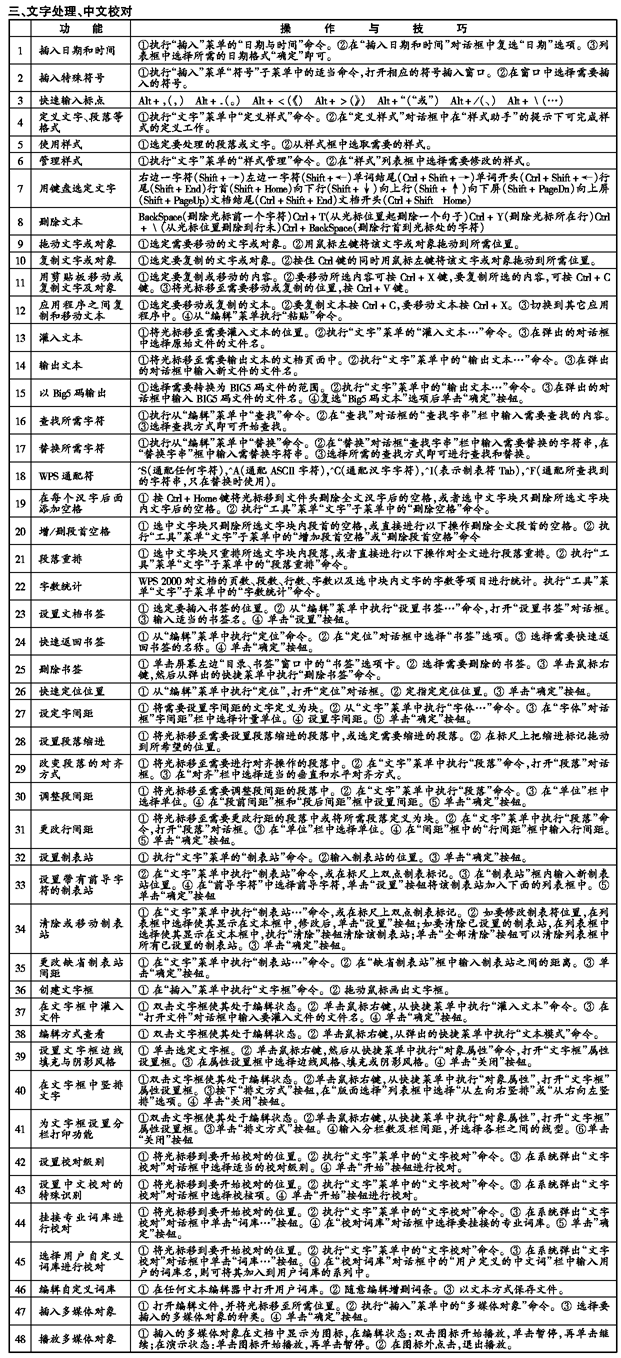 三、文字处理、中文校对
功 能 操 作 与 技 巧
1 插入日期和时间 ①执行“插入”菜单的“日期与时间”命令。②在“插入日期和时间”对话框中复选“日期”选项。③列
表框中选择所需的日期格式“确定”即可。
2 插入特殊符号 ①执行“插入”菜单“符号”子菜单中的适当命令,打开相应的符号插入窗口。②在窗口中选择需要插
入的符号。
3 快速输入标点 Alt+,(,) Alt+.(。) Alt+<(《) Alt+>(》) Alt+“(“或”) Alt+/(、) Alt+\(…)
4 定义文字、段落等
格式 ①执行“文字”菜单中“定义样式”命令。②在“定义样式”对话框中在“样式助手”的提示下可完成样
式的定义工作。
5 使用样式 ①选定要处理的段落或文字。②从样式框中选取需要的样式。
6 管理样式 ①执行“文字”菜单的“样式管理”命令。②在“样式”列表框中选择需要修改的样式。
7 用键盘选定文字 右边一字符(Shift+→)左边一字符(Shift+←)单词结尾(Ctrl+Shift+→)单词开头(Ctrl+Shift+←)行
尾(Shift+End)行首(Shift+Home)向下行(Shift+↓)向上行(Shift+↑)向下屏(Shift+PageDn)向上屏
(Shift+PageUp)文档结尾(Ctrl+Shift+End)文档开头(Ctrl+Shift Home)
8 删除文本 BackSpace(删除光标前一个字符)Ctrl+T(从光标位置起删除一个句子)Ctrl+Y(删除光标所在行)Ctrl
+\(从光标位置删除到行末)Ctrl+BackSpace(删除行首到光标处的字符)
9 拖动文字或对象 ①选定需要移动的文字或对象。②用鼠标左键将该文字或对象拖动到所需位置。
10 复制文字或对象 ①选定要复制的文字或对象。②按住Ctrl键的同时用鼠标左键将该文字或对象拖动到所需位置。
11 用剪贴板移动或
复制文字及对象 ①选定要复制或移动的内容。②要移动所选内容可按Ctrl+X键,要复制所选的内容,可按Ctrl+C
键。③将光标移至需要移动或复制的位置,按Ctrl+V键。
12 应用程序之间复
制和移动文本 ①选定要移动或复制的文本。②要复制文本按Ctrl+C,要移动文本按Ctrl+X。③切换到其它应用
程序中。④从“编辑”菜单执行“粘贴”命令。
13 灌入文本 ①将光标移至需要灌入文本的位置。②执行“文字”菜单的“灌入文本…”命令。③在弹出的对话框
中选择原始文件的文件名。
14 输出文本 ①将光标移至需要输出文本的文档页面中。②执行“文字”菜单中的“输出文本…”命令。③在弹出
的对话框中输入新文件的文件名。
15 以Big5码输出 ①选择需要转换为BIG5码文件的范围。②执行“文字”菜单中的“输出文本…”命令。③在弹出的对
话框中输入BIG5码文件的文件名。④复选“Big5码文本”选项后单击“确定”按钮。
16 查找所需字符 ①执行从“编辑”菜单中“查找”命令。②在“查找”对话框的“查找字串”栏中输入需要查找的内容。
③选择查找方式即可开始查找。
17 替换所需字符 ①执行从“编辑”菜单中“替换”命令。②在“替换”对话框“查找字串”栏中输入需要替换的字符串,在
“替换字串”框中输入需替换字符串。③选择所需的查找方式即可进行查找和替换。
18 WPS通配符 ^S(通配任何字符),^A(通配ASCII字符),^C(通配汉字字符),^I(表示制表符Tab),^F(通配所查找到
的字符串,只在替换时使用)。
19 在每个汉字后面
添加空格 ① 按Ctrl+Home键将光标移到文件头删除全文汉字后的空格,或者选中文字块只删除所选文字块
内文字后的空格。② 执行“工具”菜单“文字”子菜单中的“删除空格”命令。
20 增/删段首空格 ① 选中文字块只删除所选文字块内段首的空格,或直接进行以下操作删除全文段首的空格。② 执
行“工具”菜单“文字”子菜单中的“增加段首空格”或“删除段首空格”命令
21 段落重排 ① 选中文字块只重排所选文字块内段落,或者直接进行以下操作对全文进行段落重排。② 执行“工
具”菜单“文字”子菜单中的“段落重排”命令。
22 字数统计 WPS 2000对文档的页数、段数、行数、字数以及选中块内文字的字数等项目进行统计。执行“工具”菜
单“文字”子菜单中的“字数统计”命令。
23 设置文档书签 ① 选定要插入书签的位置。② 从“编辑”菜单中执行“设置书签…”命令,打开“设置书签”对话框。
③ 输入适当的书签名。④ 单击“设置”按钮。
24 快速返回书签 ① 从“编辑”菜单中执行“定位”命令。② 在“定位”对话框中选择“书签”选项。③ 选择需要快速返
回书签的名称。④ 单击“确定”按钮。
25 删除书签 ① 单击屏幕左边“目录、书签”窗口中的“书签”选项卡。② 选择需要删除的书签。③ 单击鼠标右
键,然后从弹出的快捷菜单中执行“删除书签”命令。
26 快速定位位置 ① 从“编辑”菜单中执行“定位”,打开“定位”对话框。② 定指定定位位置。③ 单击“确定”按钮。
27 设定字间距 ① 将需要设置字间距的文字定义为块。② 从“文字”菜单中执行“字体…”命令。③ 在“字体”对话
框“字间距”栏中选择计量单位。④ 设置字间距。⑤ 单击“确定”按钮。
28 设置段落缩进 ① 将光标移至需要设置段落缩进的段落中,或选定需要缩进的段落。② 在标尺上把缩进标记拖动
到所希望的位置。
29 改变段落的对齐
方式 ① 将光标移至需要进行对齐操作的段落中。② 在“文字”菜单中执行“段落”命令,打开“段落”对话
框。③ 在“对齐”栏中选择适当的垂直和水平对齐方式。
30 调整段间距 ① 将光标移至需要调整段间距的段落中。② 在“文字”菜单中执行“段落”命令。③ 在“单位”栏中
选择单位。④ 在“段前间距”框和“段后间距”框中设置间距。⑤ 单击“确定”按钮。
31 更改行间距 ① 将光标移至需要更改行距的段落中或将所需段落定义为块。② 在“文字”菜单中执行“段落”命
令,打开“段落”对话框。③ 在“单位”栏中选择单位。④ 在“间距”框中的“行间距”框中输入行间距。
⑤ 单击“确定”按钮。
32 设置制表站 ① 执行“文字”菜单的“制表站”命令。②输入制表站的位置。③ 单击“确定”按钮。
33 设置带有前导字
符的制表站 ② 在“文字”菜单中执行“制表站”命令,或在标尺上双点制表标记。③ 在“制表站”框内输入新制表
站位置。④ 在“前导字符”中选择前导字符,单击“设置”按钮将该制表站加入下面的列表框中。⑤
单击“确定”按钮
34 清除或移动制表
站 ① 在“文字”菜单中执行“制表站…”命令,或在标尺上双点制表标记。② 如要修改制表符位置,在列
表框中选择使其显示在文本框中,修改后,单击“设置”按钮;如要清除已设置的制表站,在列表框中
选择使其显示在文本框中,执行“清除”按钮清除该制表站;单击“全部清除”按钮可以清除列表框中
所有已设置的制表站。③ 单击“确定”按钮。
35 更改缺省制表站
间距 ① 在“文字”菜单中执行“制表站…”命令。② 在“缺省制表站”框中输入制表站之间的距离。③ 单
击“确定”按钮。
36 创建文字框 ① 在“插入”菜单中执行“文字框”命令。② 拖动鼠标画出文字框。
37 在文字框中灌入
文件 ① 双击文字框使其处于编辑状态。② 单击鼠标右键,从快捷菜单中执行“灌入文本”命令。③ 在
“打开文件”对话框中输入要灌入文件的文件名。④ 单击“确定”按钮。
38 编辑方式查看 ① 双击文字框使其处于编辑状态。② 单击鼠标右键,从弹出的快捷菜单中执行“文本模式”命令。
39 设置文字框边线
填充与阴影风格 ① 单击选定文字框。② 单击鼠标右键,然后从快捷菜单中执行“对象属性”命令,打开“文字框”属性
设置框。③ 在属性设置框中选择边线风格、填充或阴影风格。④ 单击“关闭”按钮。
40 在文字框中竖排
文字 ①双击文字框使其处于编辑状态。②单击鼠标右键,从快捷菜单中执行“对象属性”,打开“文字框”
属性设置框。③按下“排文方式”按钮,在“版面选择”列表框中选择“从左向右竖排”或“从右向左竖
排”选项。④ 单击“关闭”按钮。
41 为文字框设置分
栏打印功能 ①双击文字框使其处于编辑状态。②单击鼠标右键,从快捷菜单中执行“对象属性”,打开“文字框”
属性设置框。③单击“排文方式”按钮。④输入分栏数及栏间距,并选择各栏之间的线型。⑥单击
“关闭”按钮
42 设置校对级别 ① 将光标移到要开始校对的位置。② 执行“文字”菜单中的“文字校对”命令。③ 在系统弹出“文字
校对”对话框中选择适当的校对级别。④ 单击“开始”按钮进行校对。
43 设置中文校对的
特殊识别 ① 将光标移到要开始校对的位置。② 执行“文字”菜单中的“文字校对”命令。③ 在系统弹出“文字
校对”对话框中选择校按项。④ 单击“开始”按钮进行校对。
44 挂接专业词库进
行校对 ① 将光标移到要开始校对的位置。② 执行“文字”菜单中的“文字校对”命令。③ 在系统弹出“文字
校对”对话框中单击“词库…”按钮。④ 在“校对词库”对话框中选择要挂接的专业词库。⑤ 单击“确
定”按钮。
45 选择用户自定义
词库进行校对 ① 将光标移到要开始校对的位置。② 执行“文字”菜单中的“文字校对”命令。③ 在系统弹出“文字
校对”对话框中单击“词库…”按钮。④ 在“校对词库”对话框中的“用户定义的中文词”栏中输入用
户的词库名,则可将其加入到用户词库的系列中。
46 编辑自定义词库 ① 在任何文本编辑器中打开用户词库。② 随意编辑增删词条。③ 以文本方式保存文件。
47 插入多媒体对象 ① 打开编辑文件,并将光标移至所需位置。② 执行“插入”菜单中的“多媒体对象”命令。③ 选择要
插入的多媒体对象的种类。④ 单击“确定”按钮。
48 播放多媒体对象 ① 插入的多媒体对象在文档中显示为图标,在编辑状态:双击图标开始播放,单击暂停,再单击继
续;在演示状态:单击图标开始播放,再单击暂停。② 在图标外点击,退出播放。